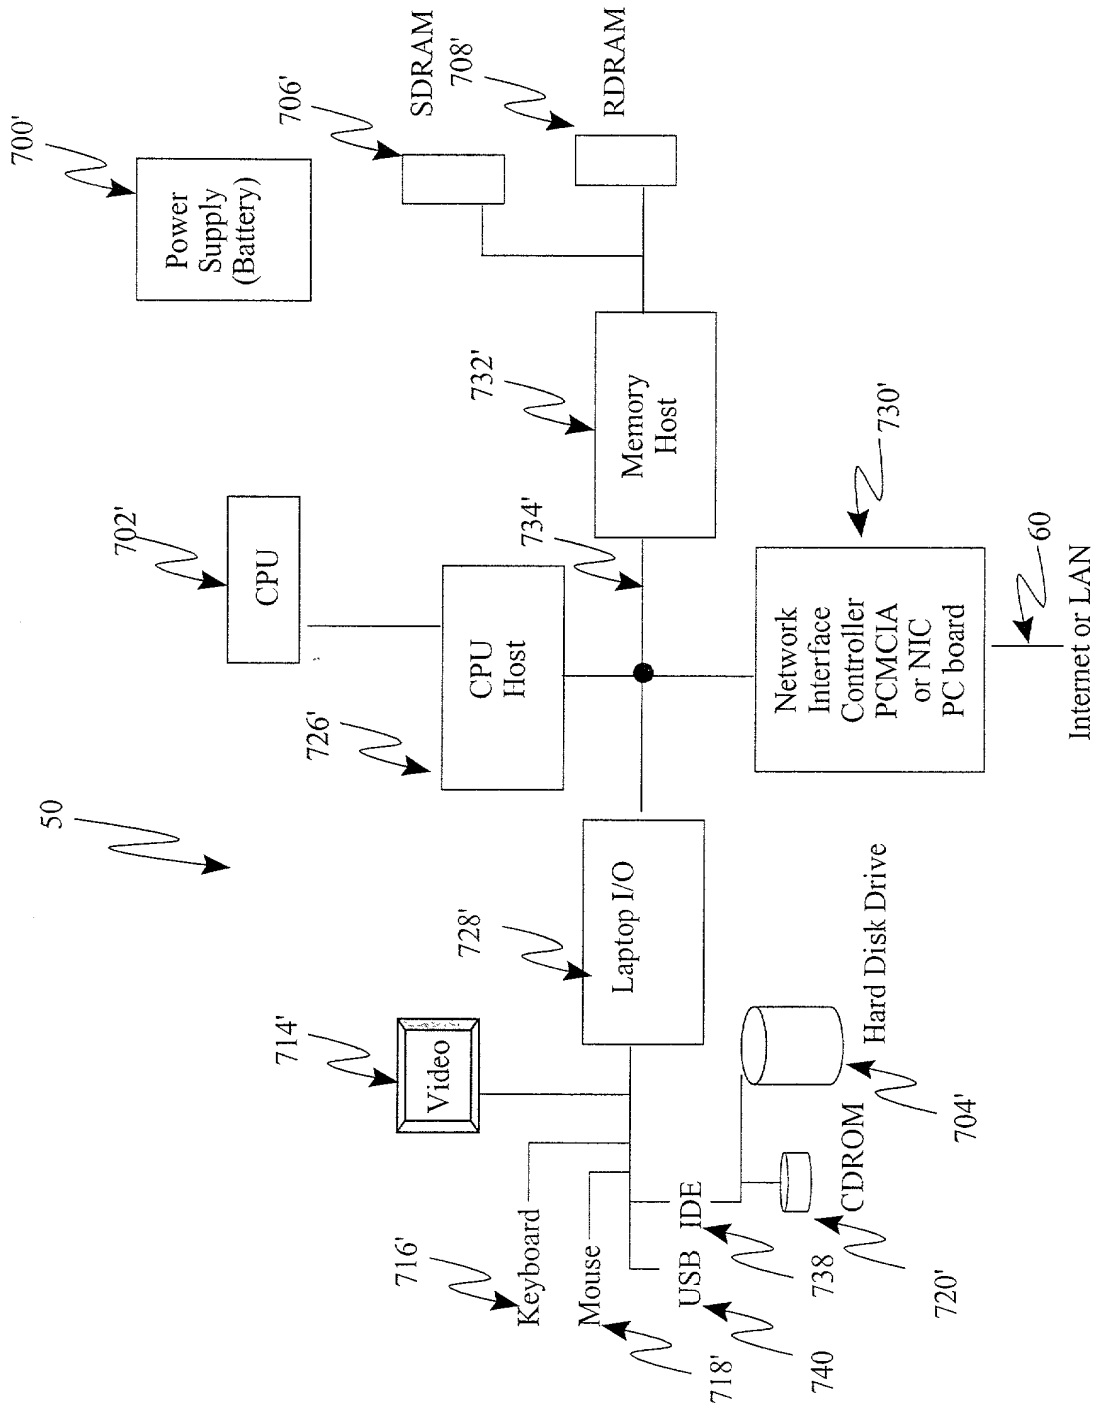 50
700'
Power
Supply
(Battery)
702'
CPU
706'
SDRAM
708'
RDRAM
714'
Video
726'
CPU
Host
732'
Memory
Host
734'
716'
Keyboard
Mouse
718'
728'
Laptop I/O
USB
740
IDE
738
CDROM
720'
Hard Disk Drive
704'
Network
Interface
Controller
PCMCIA
or NIC
PC board
730'
60
Internet or LAN